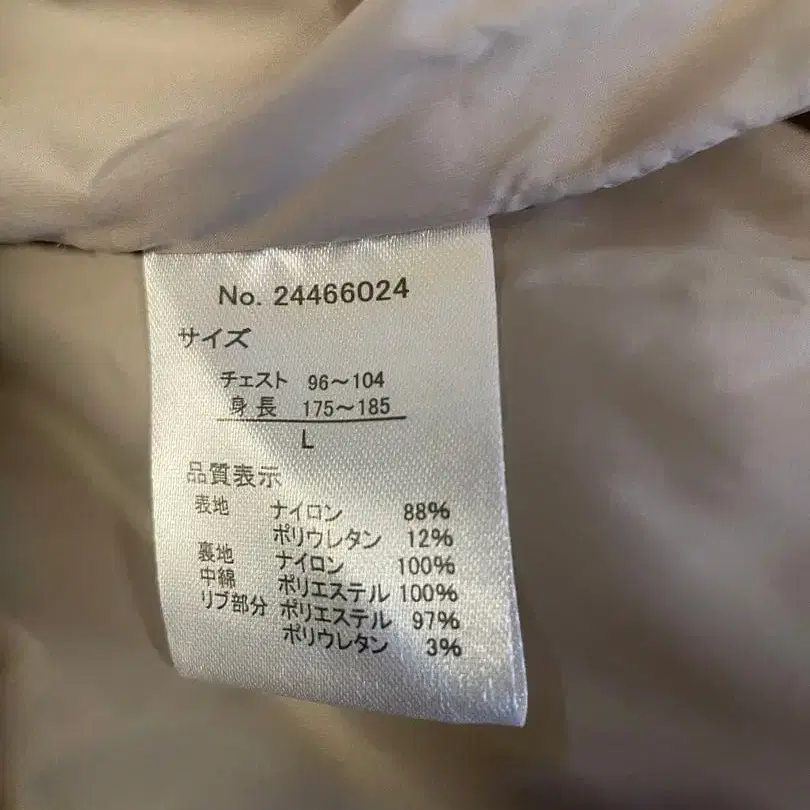 No. 24466024
サイズ
チェスト 96～104
身長 175～185
L
品質表示
表地 ナイロン 88%
ポリウレタン 12%
裏地 ナイロン 100%
中綿 ポリエステル 100%
リブ部分 ポリエステル 97%
ポリウレタン 3%